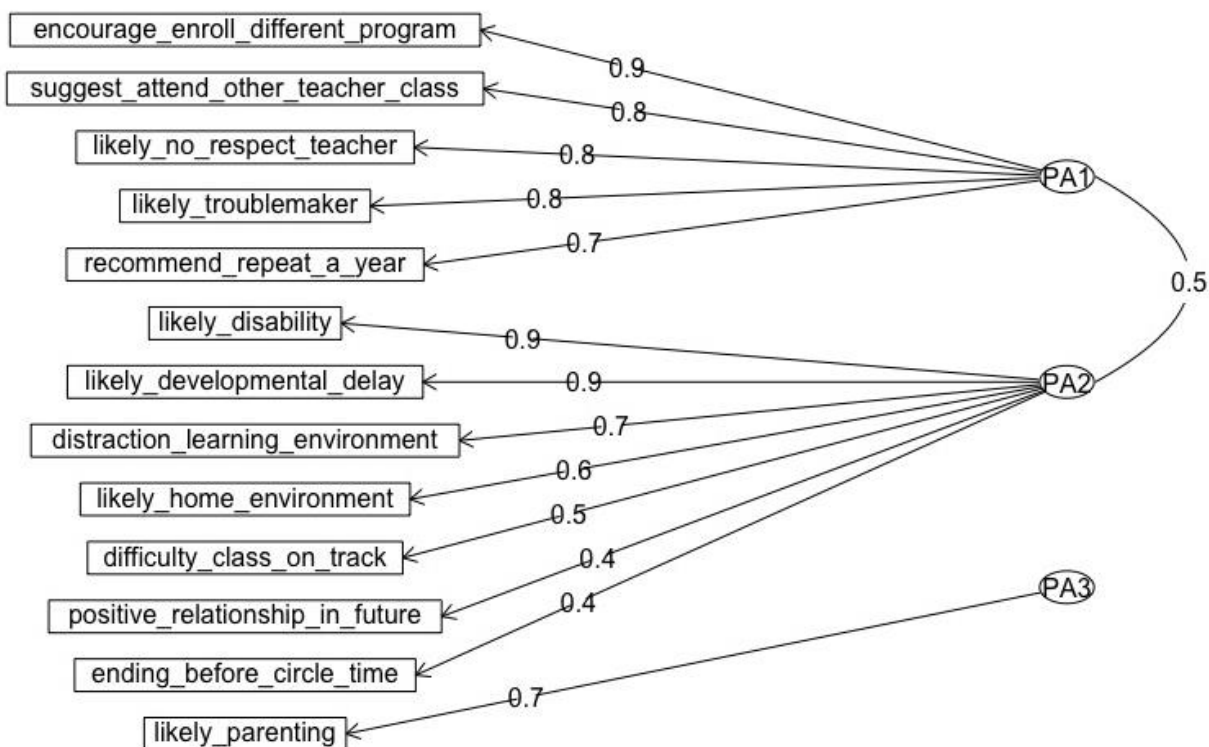 encourage_enroll_different_program
0.9
suggest_attend_other_teacher_class
0.8
likely_no_respect_teacher
0.8
PA1
likely_troublemaker
0.8
recommend_repeat_a_year
0.7
0.5
likely_disability
0.9
likely_developmental_delay
0.9
PA2
distraction_learning_environment
0.7
likely_home_environment
0.6
difficulty_class_on_track
0.5
positive_relationship_in_future
0.4
PA3
ending_before_circle_time
0.4
likely_parenting
0.7